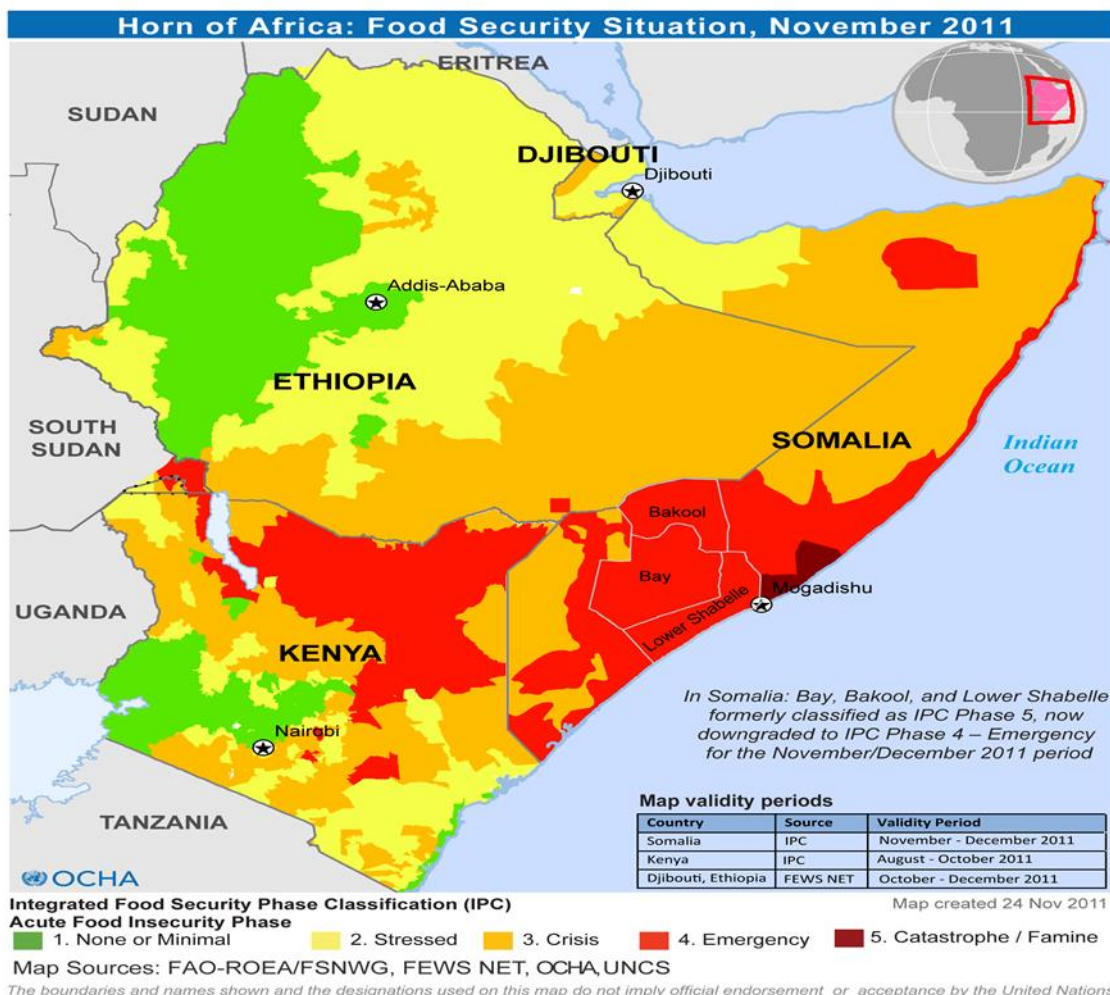 Horn of Africa: Food Security Situation, November 2011
ERITREA
SUDAN
DJIBOUTI
Djibouti
Addis-Ababa
ETHIOPIA
SOUTH
SUDAN
SOMALIA
Indian
Ocean
Bakool
Bay
Mogadishu
Lower Shabelle
UGANDA
KENYA
Nairobi
In Somalia: Bay, Bakool, and Lower Shabelle
formerly classified as IPC Phase 5, now
downgraded to IPC Phase 4 – Emergency
for the November/December 2011 period
TANZANIA
Map validity periods
Country Source Validity Period
Somalia IPC November - December 2011
Kenya IPC August - October 2011
Djibouti, Ethiopia FEWS NET October - December 2011
OCHA
Integrated Food Security Phase Classification (IPC)
Map created 24 Nov 2011
Acute Food Insecurity Phase
1. None or Minimal
2. Stressed
3. Crisis
4. Emergency
5. Catastrophe / Famine
Map Sources: FAO-ROEA/FSNWG, FEWS NET, OCHA, UNCS
The boundaries and names shown and the designations used on this map do not imply official endorsement or acceptance by the United Nations